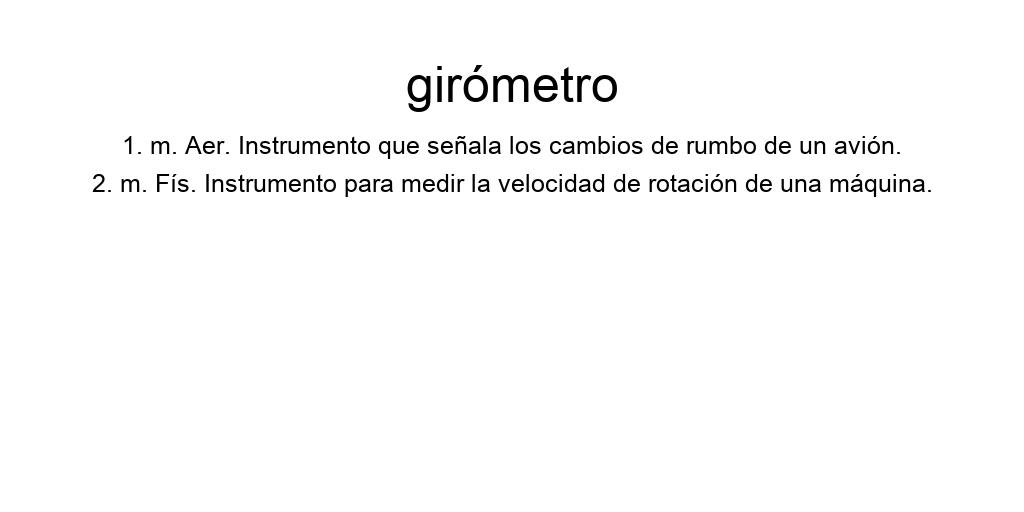 girómetro
1. m. Aer. Instrumento que señala los cambios de rumbo de un avión.
2. m. Fís. Instrumento para medir la velocidad de rotación de una máquina.